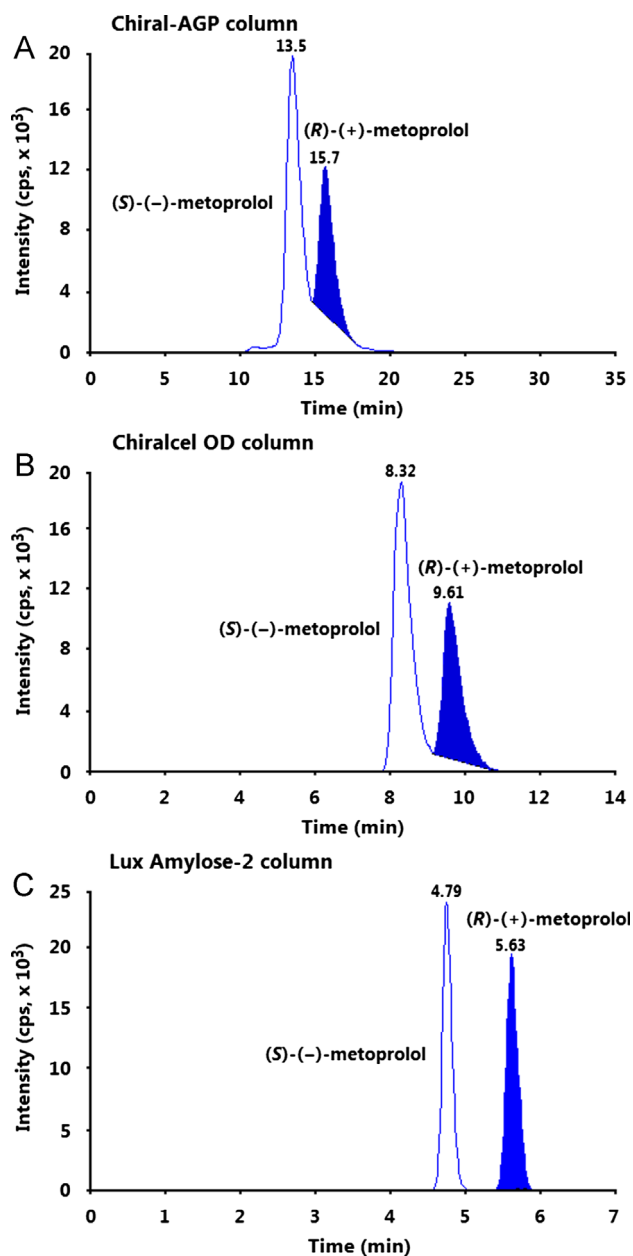 A
Chiral-AGP column
13.5
(R)-(+)-metoprolol
15.7
(S)-(−)-metoprolol
Intensity (cps, x 10³)
20
16
12
8
4
0
0 5 10 15 20 25 30 35
Time (min)
B
Chiralcel OD column
8.32
(R)-(+)-metoprolol
9.61
(S)-(−)-metoprolol
Intensity (cps, x 10³)
20
16
12
8
4
0
0 2 4 6 8 10 12 14
Time (min)
C
Lux Amylose-2 column
4.79
(R)-(+)-metoprolol
5.63
(S)-(−)-metoprolol
Intensity (cps, x 10³)
25
20
15
10
5
0
0 1 2 3 4 5 6 7
Time (min)